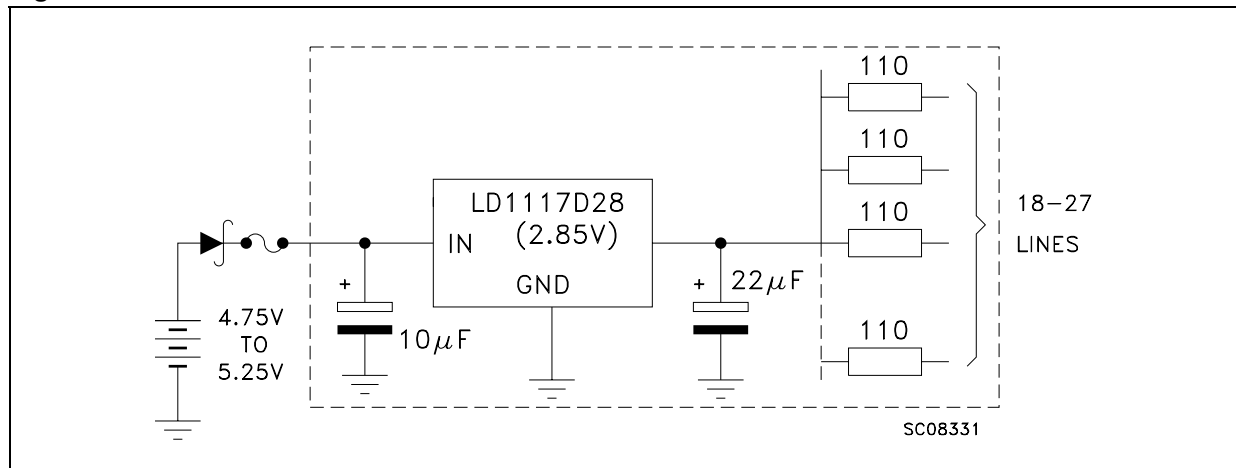 110
110
110
110
18-27
LINES
LD1117D28
(2.85V)
IN
GND
+
10μF
+
22μF
4.75V
TO
5.25V
SC08331